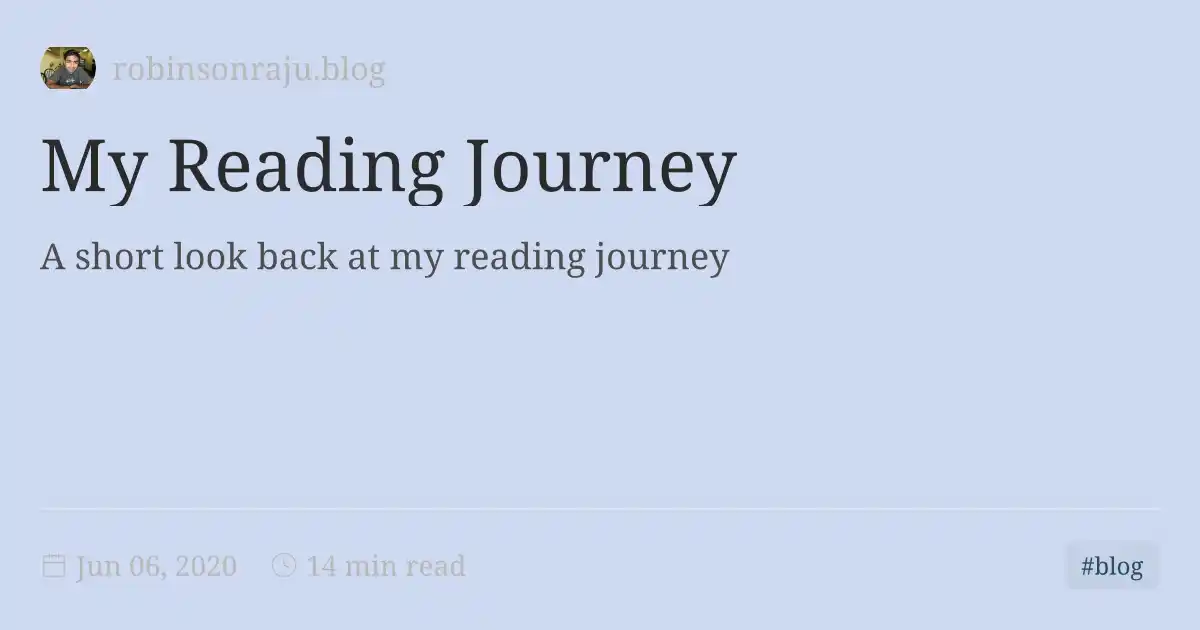 robinsonraju.blog
My Reading Journey
A short look back at my reading journey
Jun 06, 2020 14 min read #blog